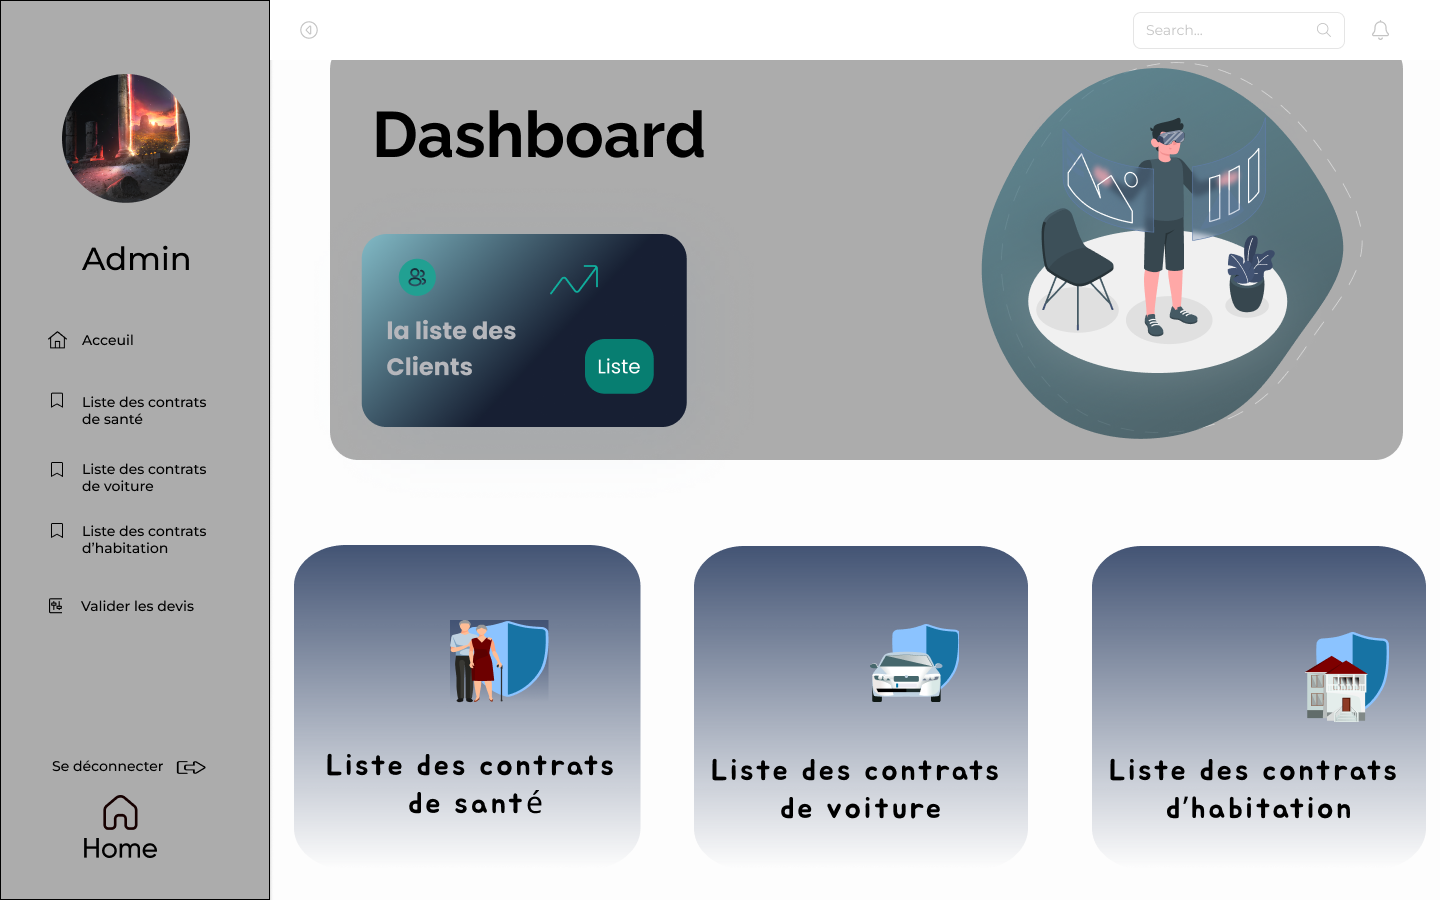 Search...
Dashboard
Admin
la liste des
Clients
Liste
Acceuil
Liste des contrats
de santé
Liste des contrats
de voiture
Liste des contrats
d'habitation
Valider les devis
Se déconnecter
Home
Liste des contrats
de santé
Liste des contrats
de voiture
Liste des contrats
d'habitation